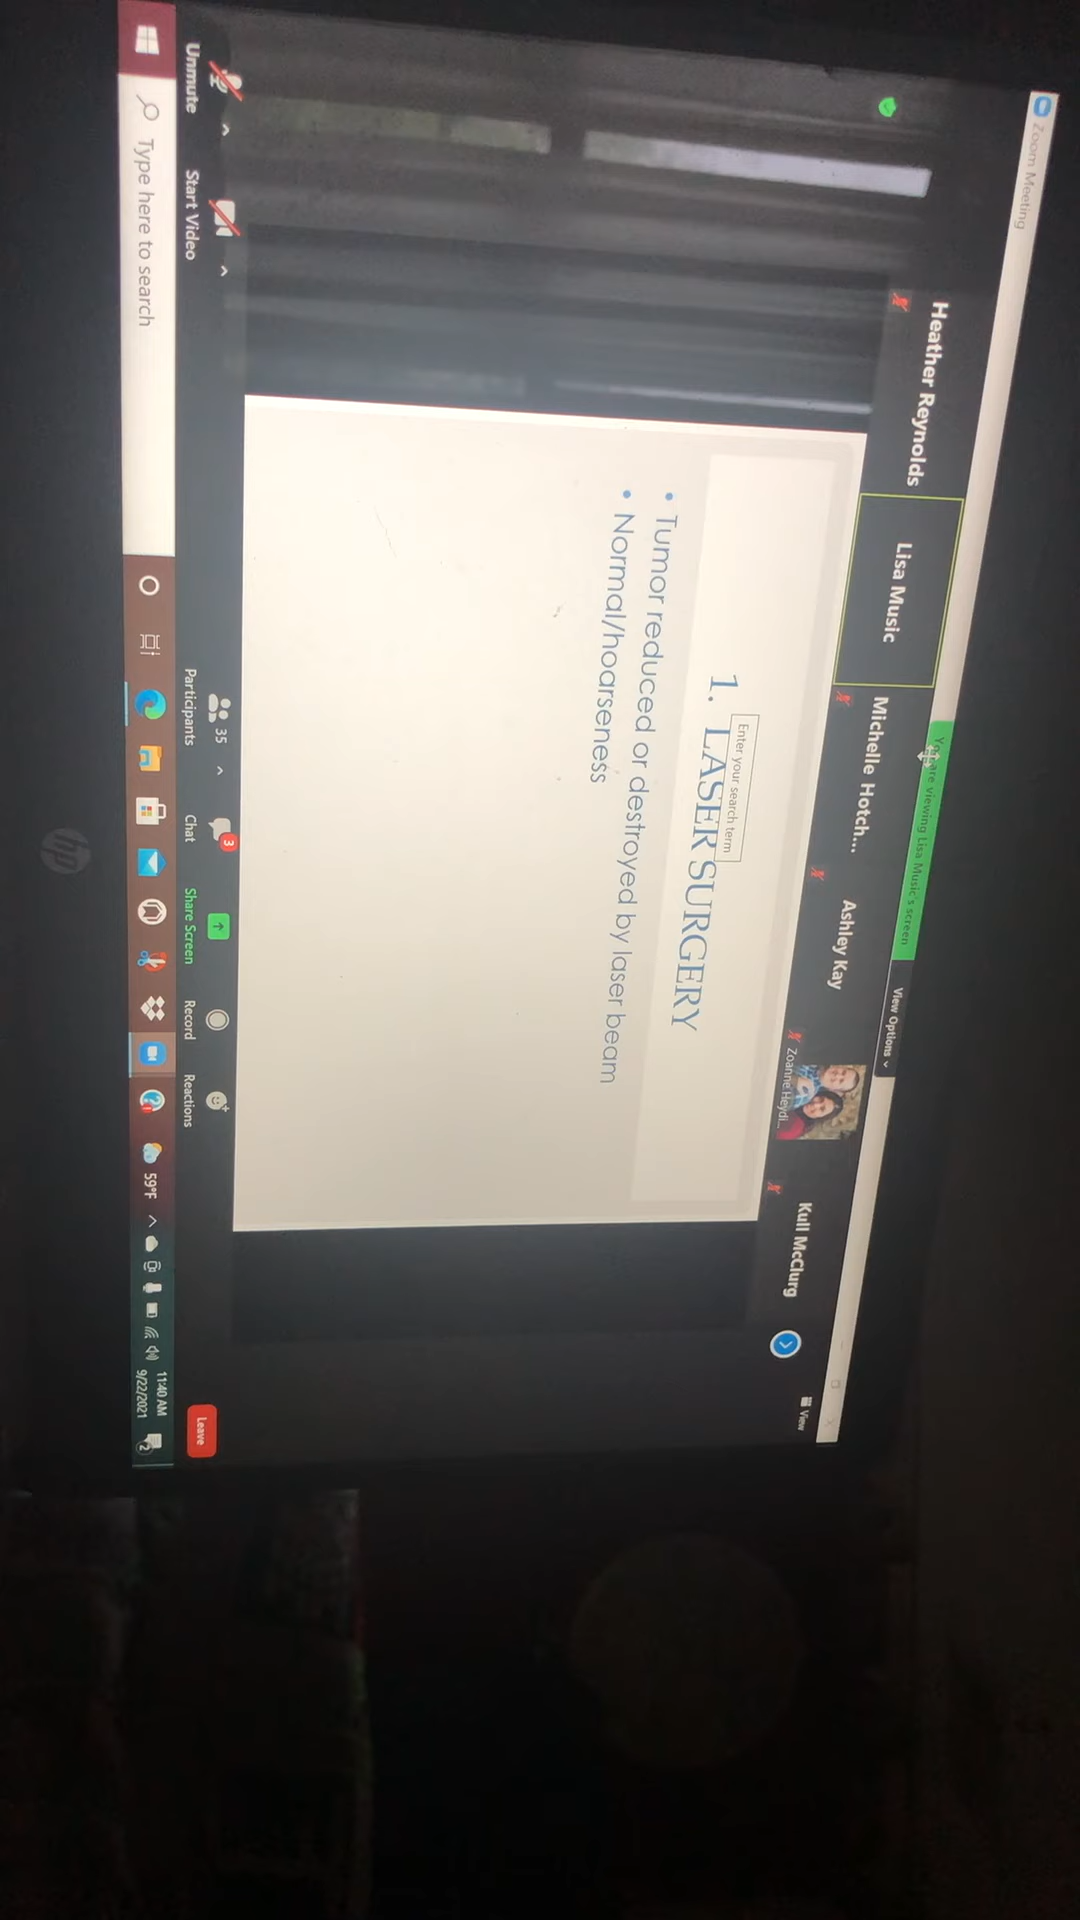 Zoom Meeting
You are viewing Lisa Music's screen
View Options
Heather Reynolds
Lisa Music
Michelle Hotch...
Ashley Kay
Zoanne Heydi...
Kull McClurg
View
Enter your search term
1. LASER SURGERY
• Tumor reduced or destroyed by laser beam
• Normal/hoarseness
Unmute
Start Video
Participants
35
Chat
3
Share Screen
Record
Reactions
Leave
Type here to search
59°F
11:40 AM
9/22/2021
2
hp